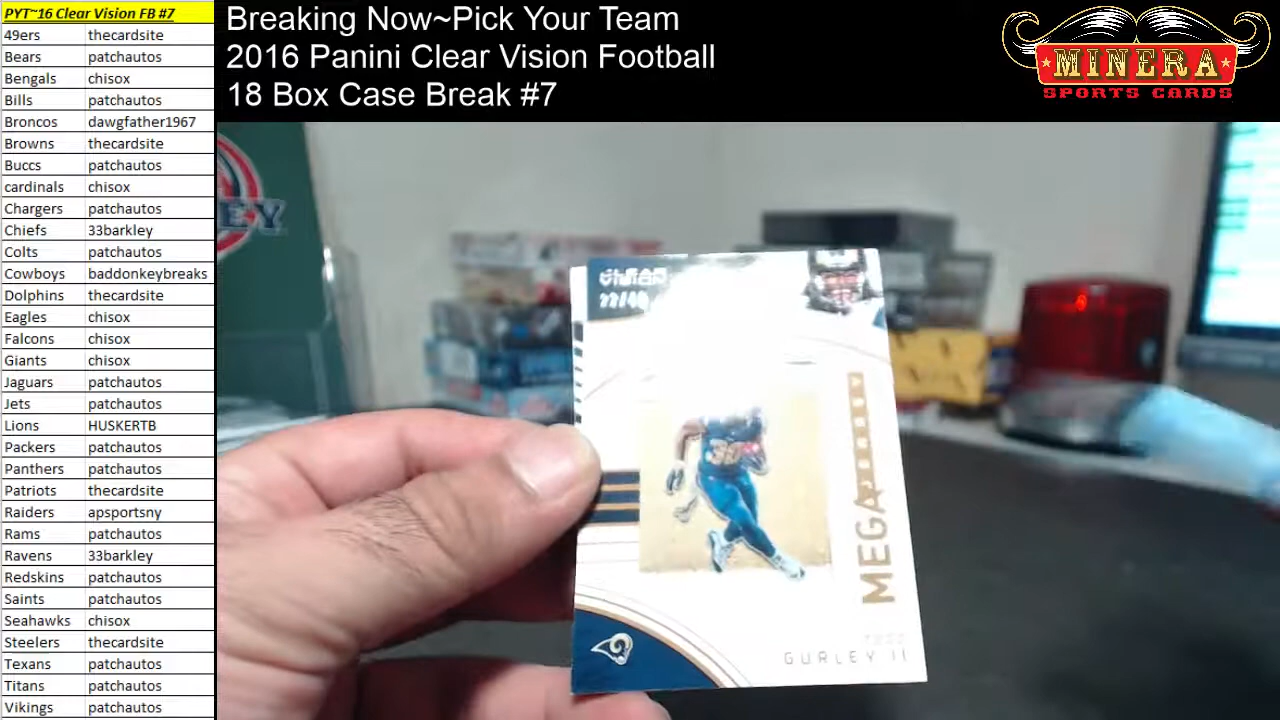 PYT~16 Clear Vision FB #7
49ers thecardsite
Bears patchautos
Bengals chisox
Bills patchautos
Broncos dawgfather1967
Browns thecardsite
Buccs patchautos
cardinals chisox
Chargers patchautos
Chiefs 33barkley
Colts patchautos
Cowboys baddonkeybreaks
Dolphins thecardsite
Eagles chisox
Falcons chisox
Giants chisox
Jaguars patchautos
Jets patchautos
Lions HUSKERTB
Packers patchautos
Panthers patchautos
Patriots thecardsite
Raiders apsportsny
Rams patchautos
Ravens 33barkley
Redskins patchautos
Saints patchautos
Seahawks chisox
Steelers thecardsite
Texans patchautos
Titans patchautos
Vikings patchautos
Breaking Now~Pick Your Team
2016 Panini Clear Vision Football
18 Box Case Break #7
MINERA
SPORTS CARDS
30
MEGA
TODD
GURLEY II